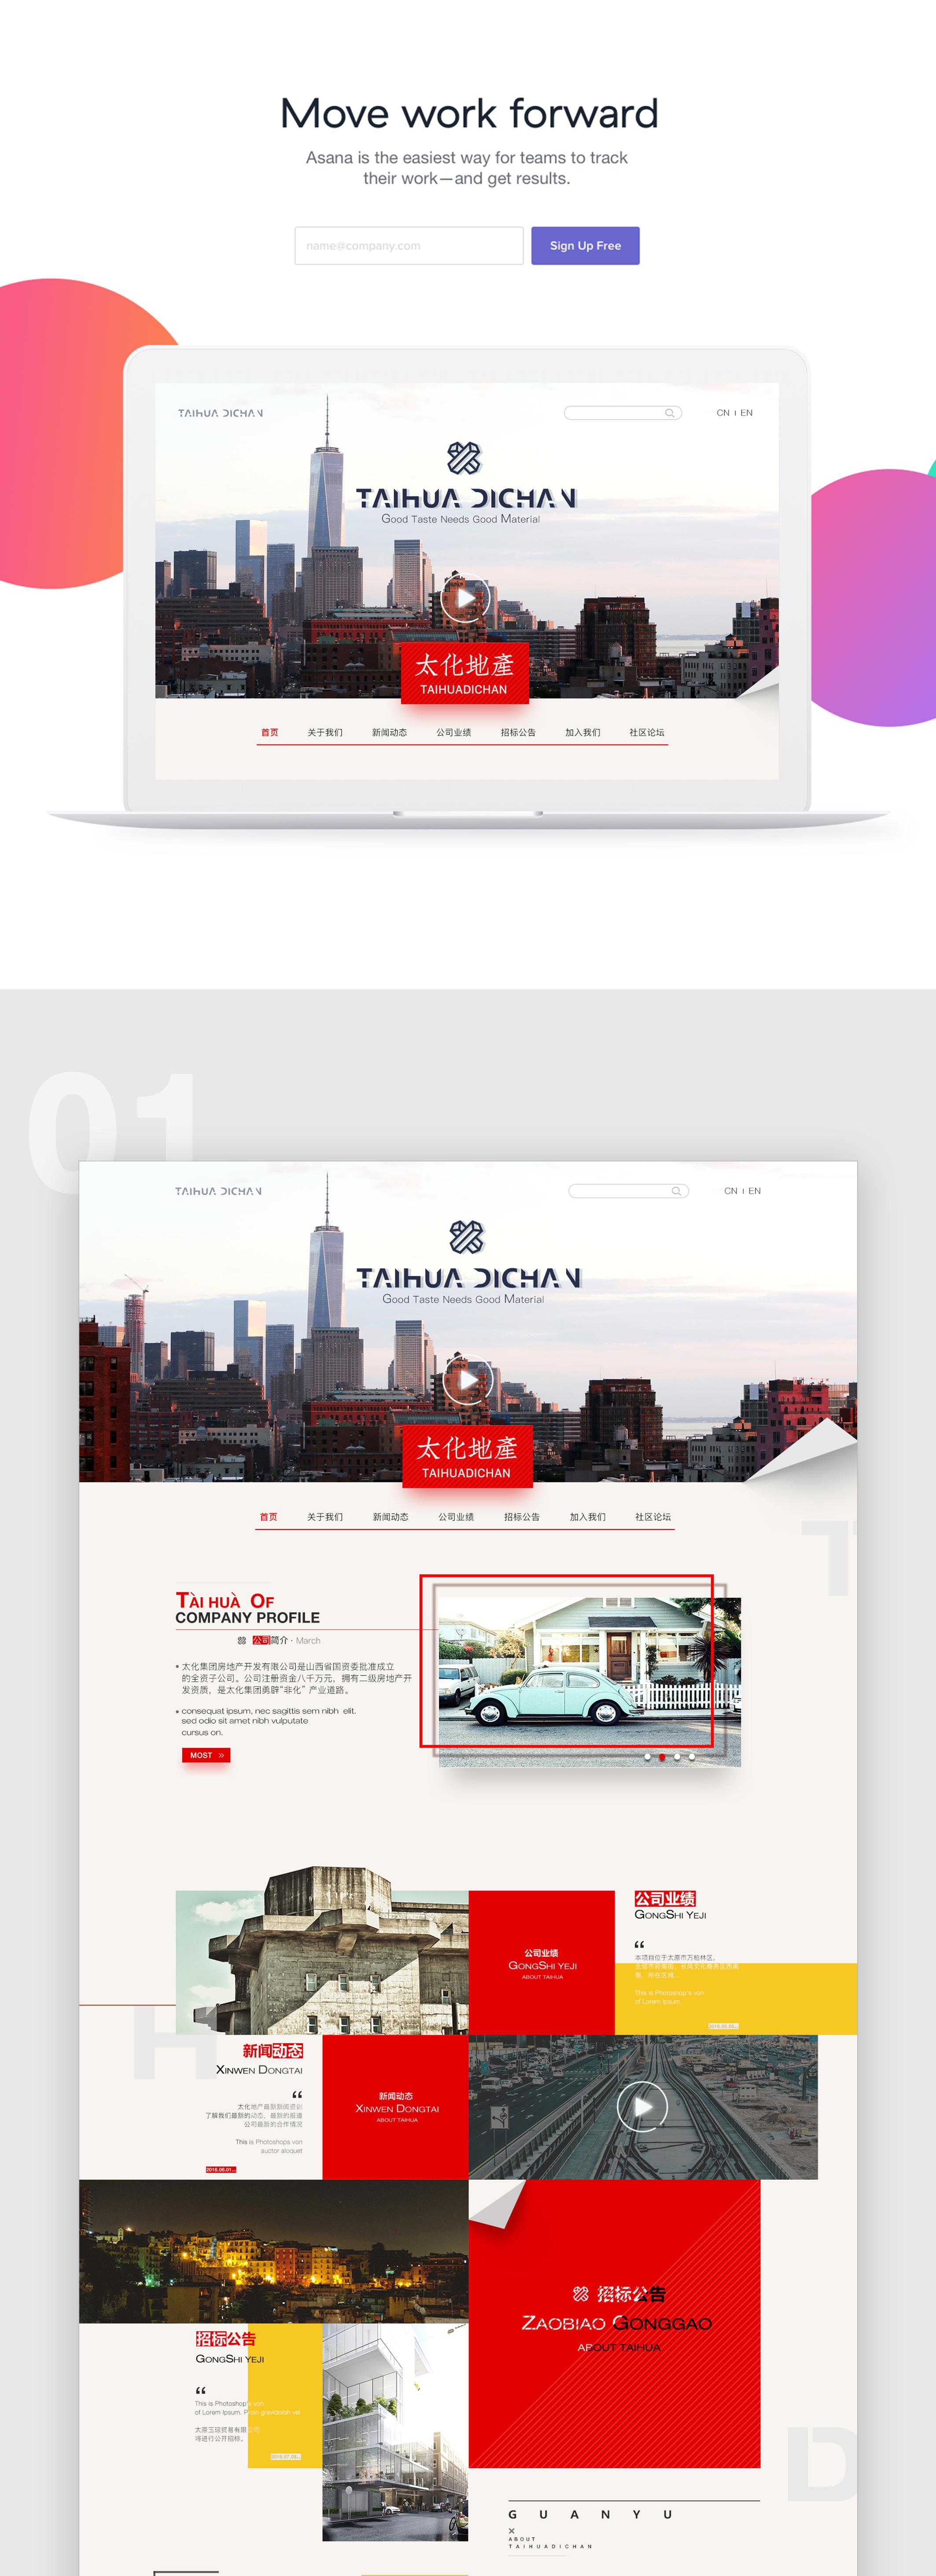 Move work forward
Asana is the easiest way for teams to track
their work—and get results.
name@company.com
Sign Up Free
TAIHUA DICHAN
CN | EN
TAIHUA DICHAN
Good Taste Needs Good Material
太化地產
TAIHUADICHAN
首页 关于我们 新闻动态 公司业绩 招标公告 加入我们 社区论坛
01
TAIHUA DICHAN
CN | EN
TAIHUA DICHAN
Good Taste Needs Good Material
太化地產
TAIHUADICHAN
首页 关于我们 新闻动态 公司业绩 招标公告 加入我们 社区论坛
T
TÀI HUÀ OF
COMPANY PROFILE
公司简介 · March
太化集团房地产开发有限公司是山西省国资委批准成立
的全资子公司。公司注册资金八千万元，拥有二级房地产开
发资质，是太化集团勇辟“非化”产业道路。
consequat ipsum, nec sagittis sem nibh elit.
sed odio sit amet nibh vulputate
cursus on.
MOST »
公司业绩
GONGSHI YEJI
ABOUT TAIHUA
公司业绩
GONGSHI YEJI
“
本项目位于太原市万柏林区，
This is Photoshop's von
of Lorem Ipsum.
H
新闻动态
XINWEN DONGTAI
“
太化地产最新新闻资讯
了解我们最新的动态，最新的报道
公司最新的合作情况
This is Photoshops von
auctor aloquet
2016.06.01...
新闻动态
XINWEN DONGTAI
ABOUT TAIHUA
招标公告
ZAOBIAO GONGGAO
ABOUT TAIHUA
招标公告
GONGSHI YEJI
“
This is Photoshop's von
of Lorem Ipsum.
太原玉琼贸易有限公司
将进行公开招标。
D
G U A N Y U
ABOUT
TAIHUADICHAN